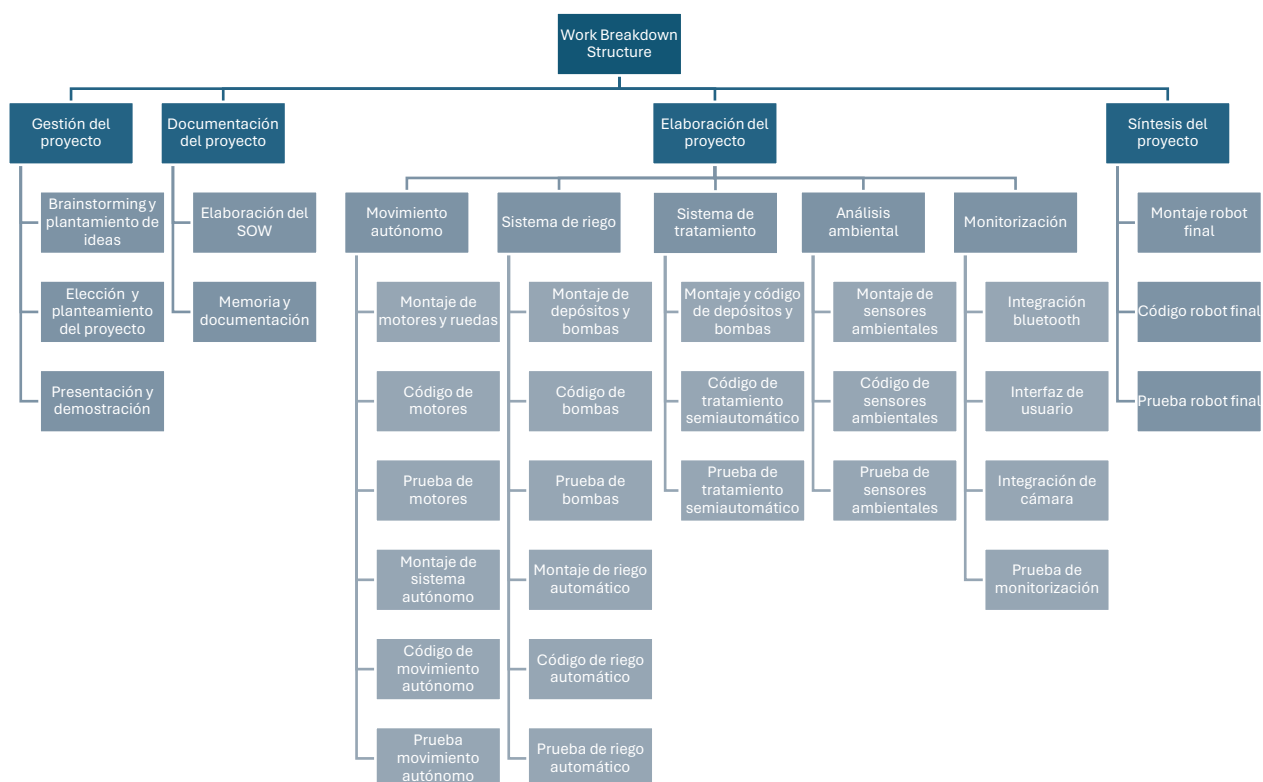 Work Breakdown
Structure
Gestión del
proyecto
Documentación
del proyecto
Elaboración del
proyecto
Síntesis del
proyecto
Brainstorming y
plantamiento de
ideas
Elección y
planteamiento
del proyecto
Presentación y
demostración
Elaboración del
SOW
Memoria y
documentación
Movimiento
autónomo
Montaje de
motores y ruedas
Código de
motores
Prueba de
motores
Montaje de
sistema
autónomo
Código de
movimiento
autónomo
Prueba
movimiento
autónomo
Sistema de riego
Montaje de
depósitos y
bombas
Código de
bombas
Prueba de
bombas
Montaje de riego
automático
Código de riego
automático
Prueba de riego
automático
Sistema de
tratamiento
Montaje y código
de depósitos y
bombas
Código de
tratamiento
semiautomático
Prueba de
tratamiento
semiautomático
Análisis
ambiental
Montaje de
sensores
ambientales
Código de
sensores
ambientales
Prueba de
sensores
ambientales
Monitorización
Integración
bluetooth
Interfaz de
usuario
Integración de
cámara
Prueba de
monitorización
Montaje robot
final
Código robot final
Prueba robot final